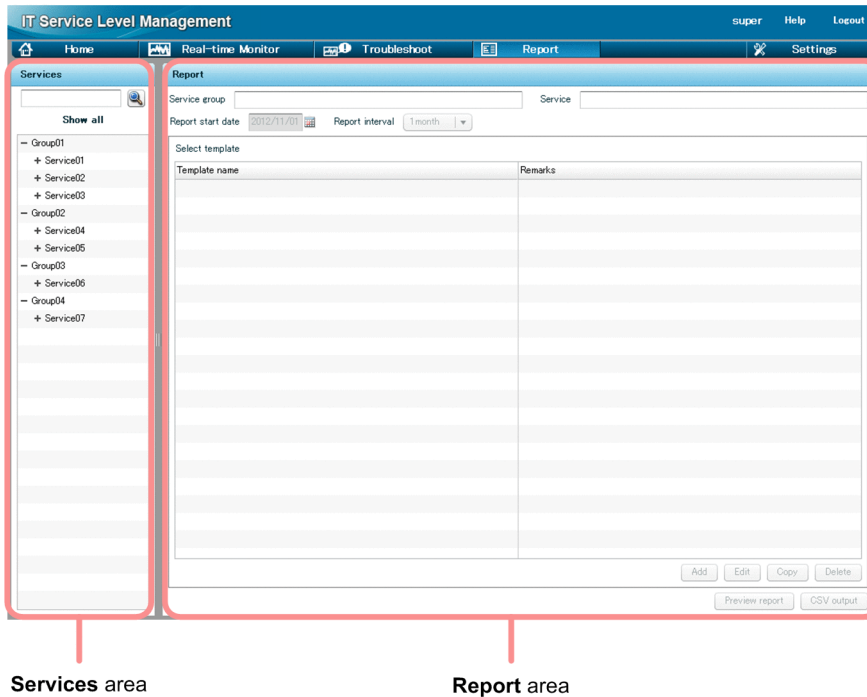 IT Service Level Management
super Help Logout
Home Real-time Monitor Troubleshoot Report Settings
Services
Show all
Group01
Service01
Service02
Service03
Group02
Service04
Service05
Group03
Service06
Group04
Service07
Report
Service group Service
Report start date 2012/11/01 Report interval 1month
Select template
Template name Remarks
Add Edit Copy Delete
Preview report CSV output
Services area Report area